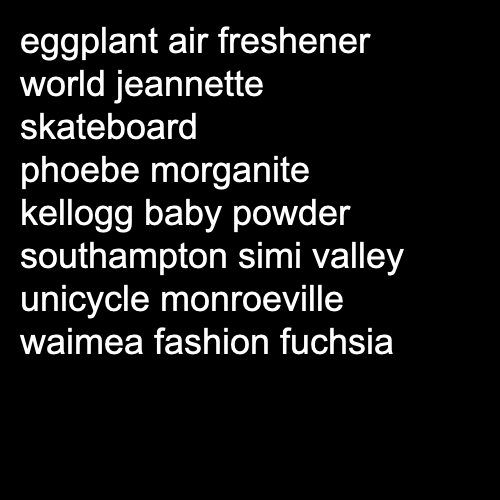 eggplant air freshener
world jeannette
skateboard
phoebe morganite
kellogg baby powder
southampton simi valley
unicycle monroeville
waimea fashion fuchsia